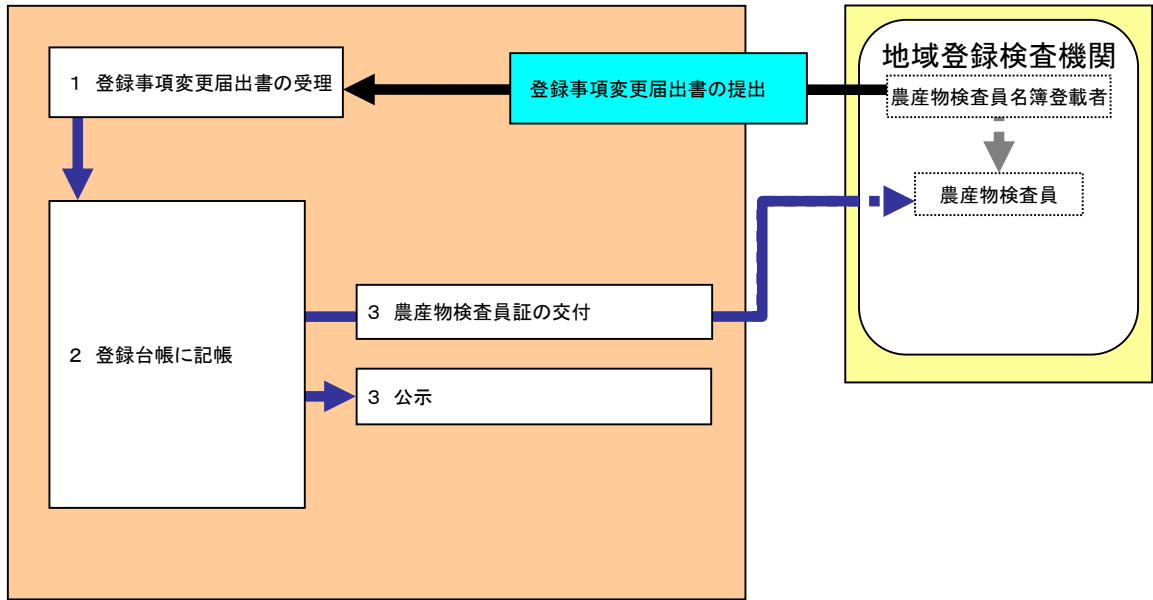 地域登録検査機関
１　登録事項変更届出書の受理
登録事項変更届出書の提出
農産物検査員名簿登載者
農産物検査員
３　農産物検査員証の交付
２　登録台帳に記帳
３　公示